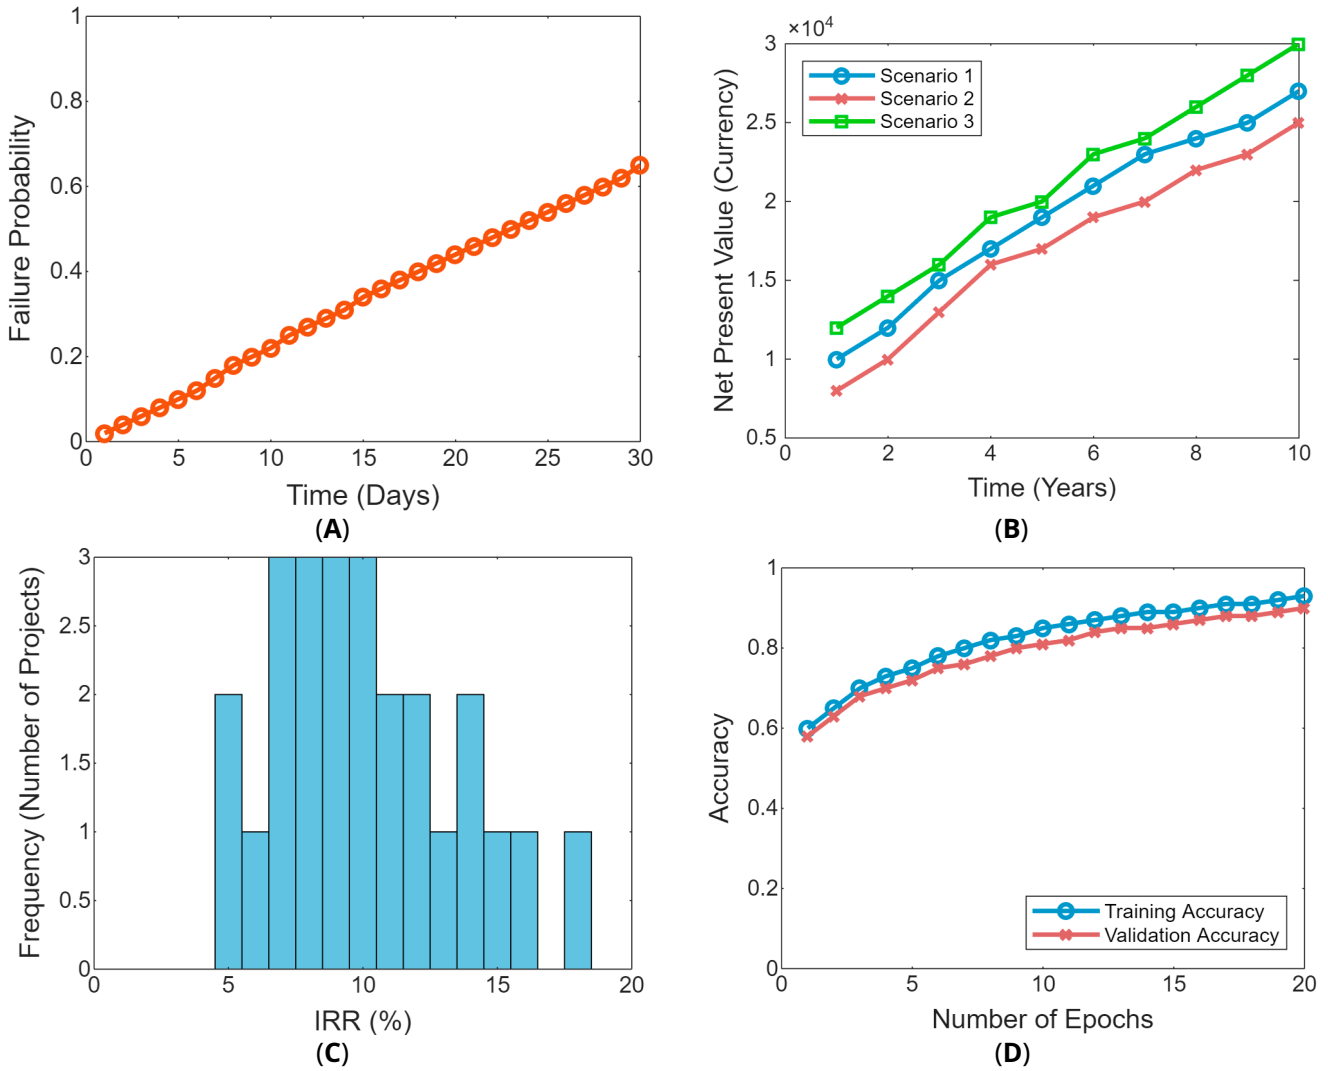 1
0.8
0.6
0.4
0.2
0
Failure Probability
0 5 10 15 20 25 30
Time (Days)
(A)
×10⁴
3
2.5
2
1.5
1
0.5
Net Present Value (Currency)
Scenario 1
Scenario 2
Scenario 3
0 2 4 6 8 10
Time (Years)
(B)
3
2.5
2
1.5
1
0.5
0
Frequency (Number of Projects)
0 5 10 15 20
IRR (%)
(C)
1
0.8
0.6
0.4
0.2
0
Accuracy
Training Accuracy
Validation Accuracy
0 5 10 15 20
Number of Epochs
(D)